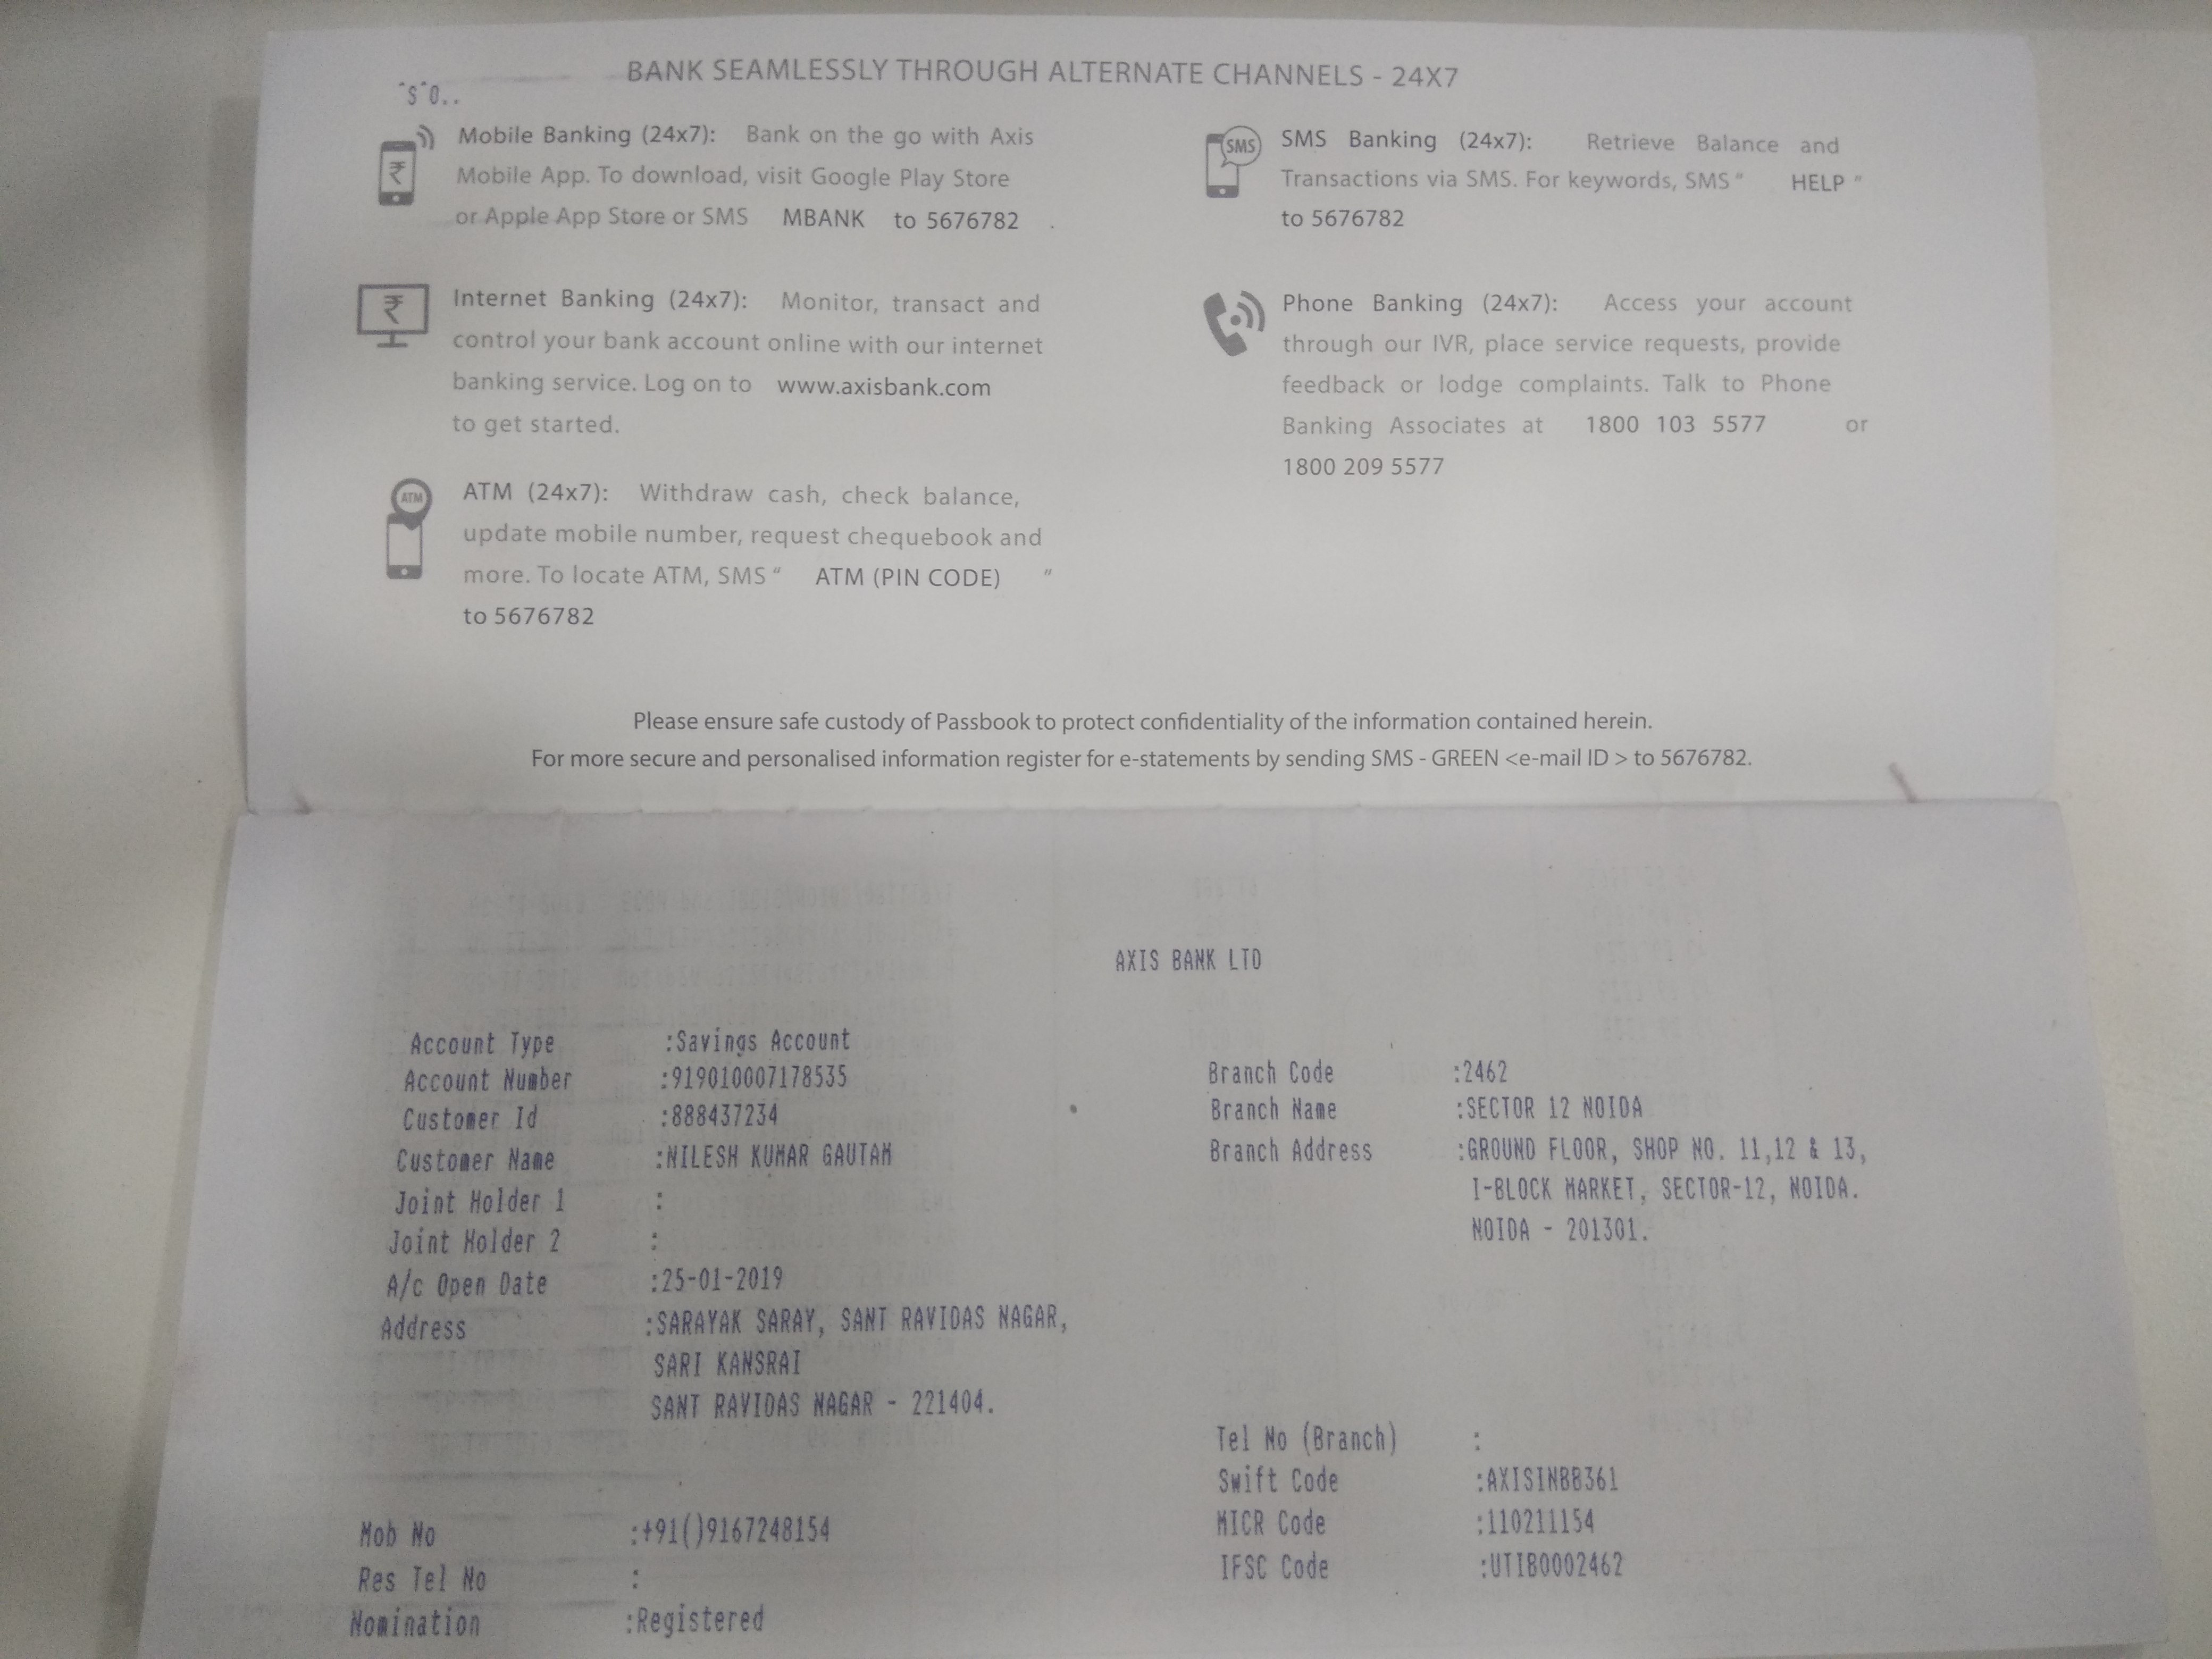 BANK SEAMLESSLY THROUGH ALTERNATE CHANNELS - 24X7
Mobile Banking (24x7): Bank on the go with Axis
Mobile App. To download, visit Google Play Store
or Apple App Store or SMS MBANK to 5676782 .
Internet Banking (24x7): Monitor, transact and
control your bank account online with our internet
banking service. Log on to www.axisbank.com
to get started.
ATM
ATM (24x7): Withdraw cash, check balance,
update mobile number, request chequebook and
more. To locate ATM, SMS “ ATM (PIN CODE) ”
to 5676782
SMS
SMS Banking (24x7): Retrieve Balance and
Transactions via SMS. For keywords, SMS “ HELP ”
to 5676782
Phone Banking (24x7): Access your account
through our IVR, place service requests, provide
feedback or lodge complaints. Talk to Phone
Banking Associates at 1800 103 5577 or
1800 209 5577
Please ensure safe custody of Passbook to protect confidentiality of the information contained herein.
For more secure and personalised information register for e-statements by sending SMS - GREEN <e-mail ID > to 5676782.
AXIS BANK LTD
Account Type :Savings Account
Account Number :919010007178535
Customer Id :888437234
Customer Name :NILESH KUMAR GAUTAM
Joint Holder 1 :
Joint Holder 2 :
A/c Open Date :25-01-2019
Address :SARAYAK SARAY, SANT RAVIDAS NAGAR,
SARI KANSRAI
SANT RAVIDAS NAGAR - 221404.
Mob No :+91()9167248154
Res Tel No :
Nomination :Registered
Branch Code :2462
Branch Name :SECTOR 12 NOIDA
Branch Address :GROUND FLOOR, SHOP NO. 11,12 & 13,
I-BLOCK MARKET, SECTOR-12, NOIDA.
NOIDA - 201301.
Tel No (Branch) :
Swift Code :AXISINBB361
MICR Code :110211154
IFSC Code :UTIB0002462